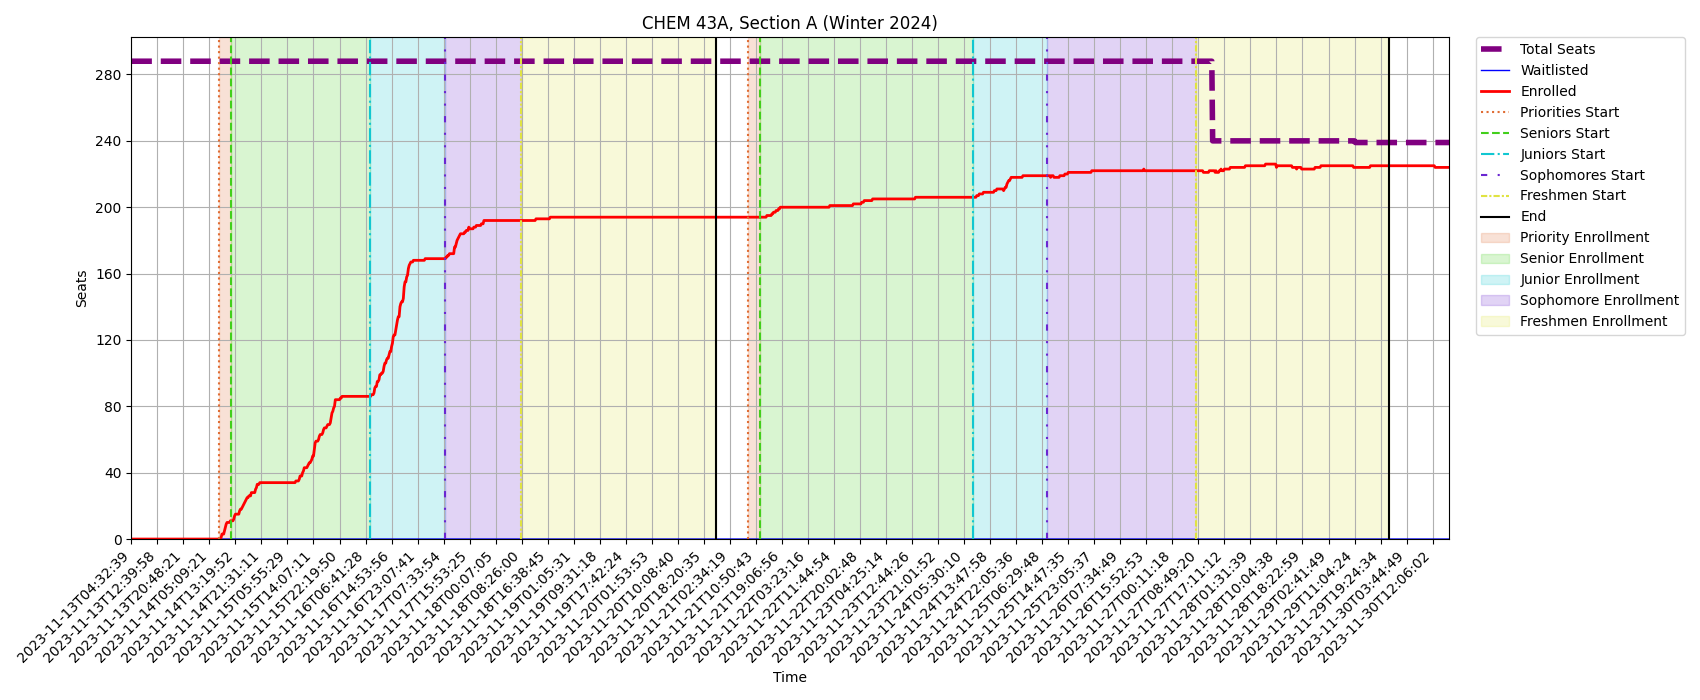 CHEM 43A, Section A (Winter 2024)
Seats
280
240
200
160
120
80
40
0
2023-11-13T04:32:39
2023-11-13T12:39:58
2023-11-13T20:48:21
2023-11-14T05:09:21
2023-11-14T13:19:52
2023-11-14T21:31:11
2023-11-15T05:55:29
2023-11-15T14:07:11
2023-11-15T22:19:50
2023-11-16T06:41:28
2023-11-16T14:53:56
2023-11-16T23:07:41
2023-11-17T07:33:54
2023-11-17T15:53:25
2023-11-18T00:07:05
2023-11-18T08:26:00
2023-11-18T16:38:45
2023-11-19T01:05:31
2023-11-19T09:31:18
2023-11-19T17:42:24
2023-11-20T01:53:53
2023-11-20T10:08:40
2023-11-20T18:20:35
2023-11-21T02:34:19
2023-11-21T10:50:43
2023-11-21T19:06:56
2023-11-22T03:23:16
2023-11-22T11:44:54
2023-11-22T20:02:48
2023-11-23T04:25:14
2023-11-23T12:44:26
2023-11-23T21:01:52
2023-11-24T05:30:10
2023-11-24T13:47:58
2023-11-24T22:05:36
2023-11-25T06:29:48
2023-11-25T14:47:35
2023-11-25T23:05:37
2023-11-26T07:34:49
2023-11-26T15:52:53
2023-11-27T00:11:18
2023-11-27T08:49:20
2023-11-27T17:11:12
2023-11-28T01:31:39
2023-11-28T10:04:38
2023-11-28T18:22:59
2023-11-29T02:41:49
2023-11-29T11:04:24
2023-11-29T19:24:34
2023-11-30T03:44:49
2023-11-30T12:06:02
Time
Total Seats
Waitlisted
Enrolled
Priorities Start
Seniors Start
Juniors Start
Sophomores Start
Freshmen Start
End
Priority Enrollment
Senior Enrollment
Junior Enrollment
Sophomore Enrollment
Freshmen Enrollment